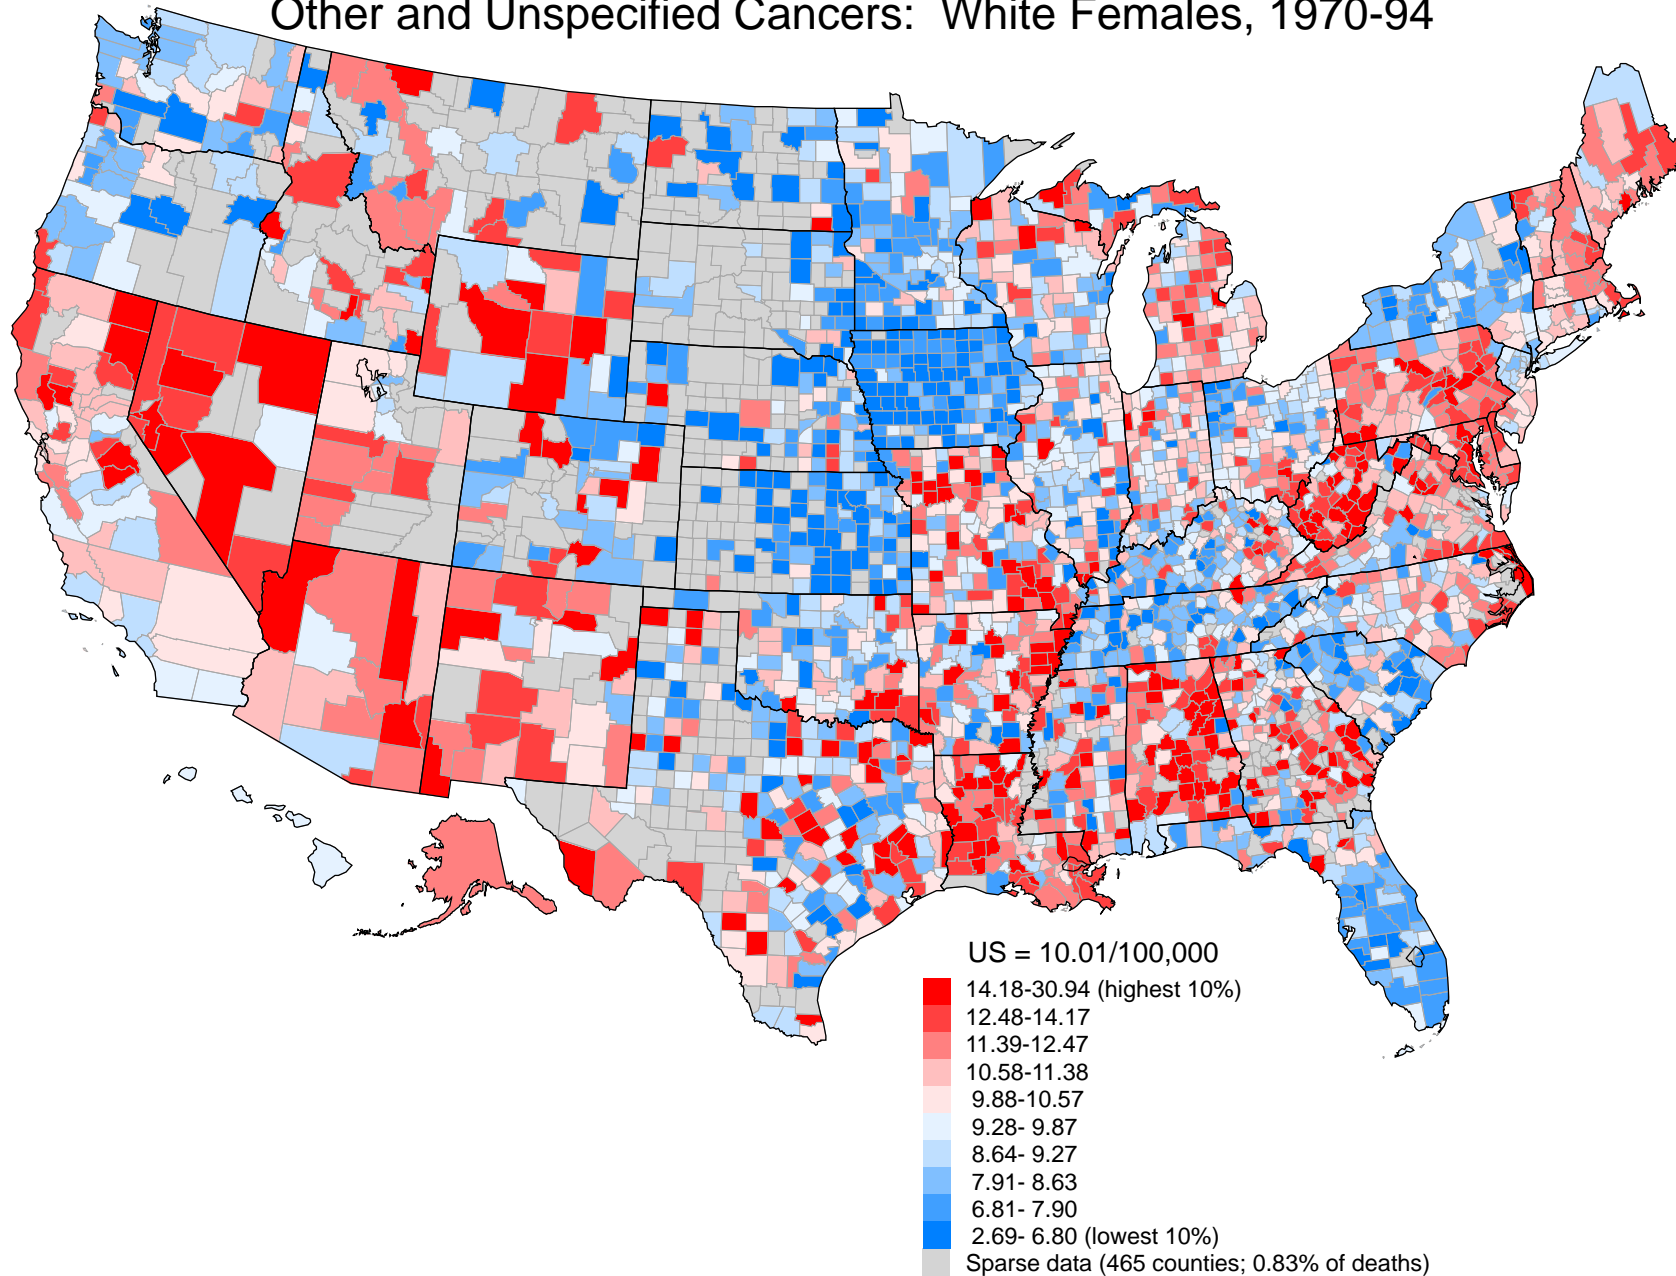 Other and Unspecified Cancers: White Females, 1970-94
US = 10.01/100,000
14.18-30.94 (highest 10%)
12.48-14.17
11.39-12.47
10.58-11.38
9.88-10.57
9.28- 9.87
8.64- 9.27
7.91- 8.63
6.81- 7.90
2.69- 6.80 (lowest 10%)
Sparse data (465 counties; 0.83% of deaths)